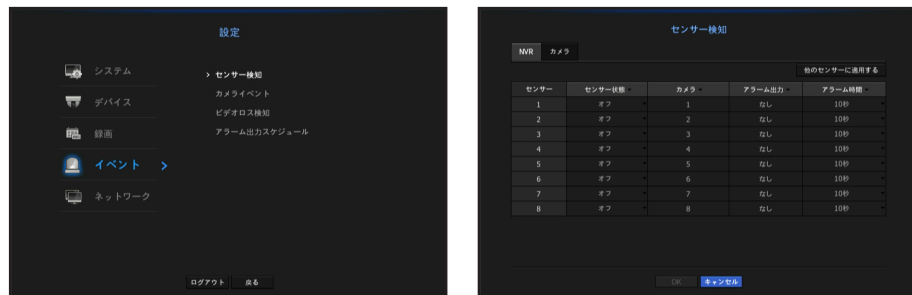 設定
システム
デバイス
録画
イベント >
ネットワーク
> センサー検知
カメライベント
ビデオロス検知
アラーム出力スケジュール
ログアウト 戻る
センサー検知
NVR カメラ
他のセンサーに適用する
センサー センサー状態 カメラ アラーム出力 アラーム時間
1 オフ 1 なし 10秒
2 オフ 2 なし 10秒
3 オフ 3 なし 10秒
4 オフ 4 なし 10秒
5 オフ 5 なし 10秒
6 オフ 6 なし 10秒
7 オフ 7 なし 10秒
8 オフ 8 なし 10秒
OK キャンセル